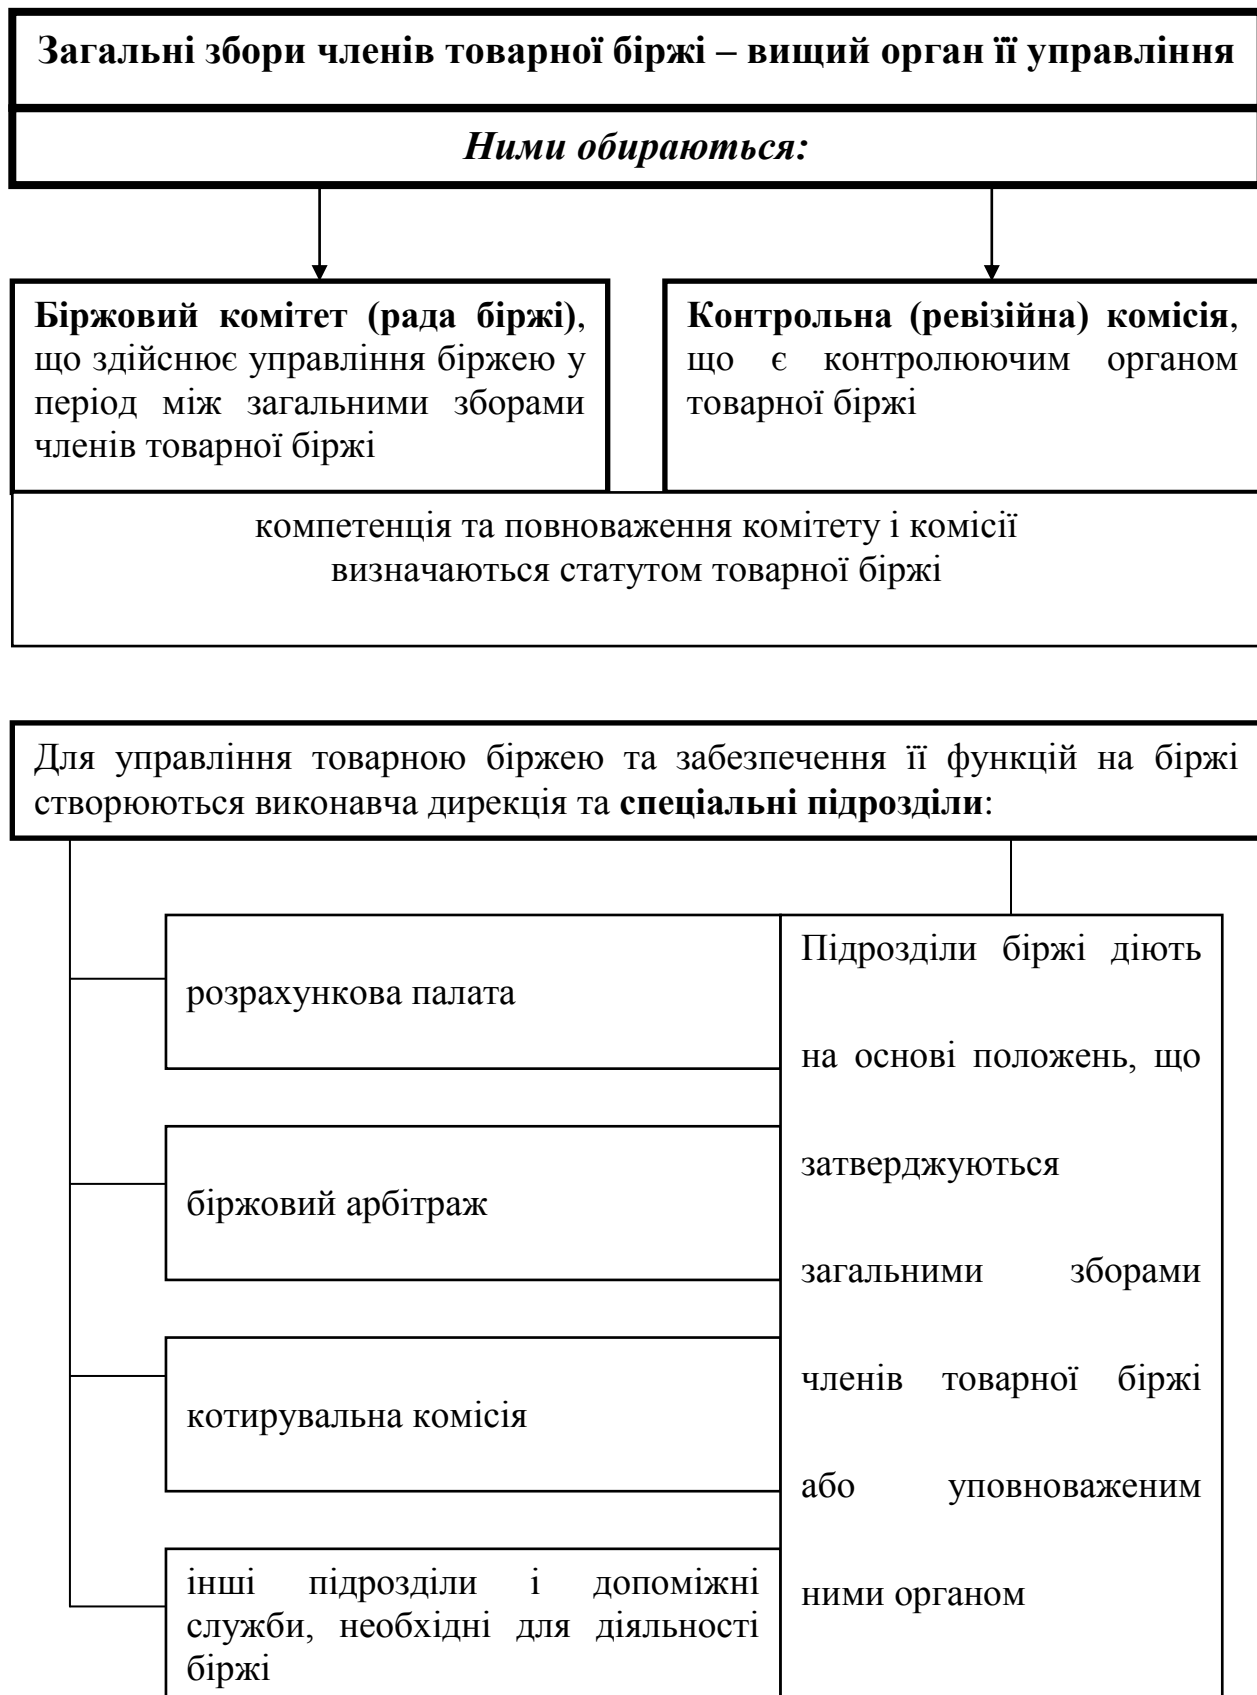 Загальні збори членів товарної біржі – вищий орган її управління
Ними обираються:
Біржовий комітет (рада біржі),
що здійснює управління біржею у
період між загальними зборами
членів товарної біржі
Контрольна (ревізійна) комісія,
що є контролюючим органом
товарної біржі
компетенція та повноваження комітету і комісії
визначаються статутом товарної біржі
Для управління товарною біржею та забезпечення її функцій на біржі
створюються виконавча дирекція та спеціальні підрозділи:
розрахункова палата
біржовий арбітраж
котирувальна комісія
інші підрозділи і допоміжні
служби, необхідні для діяльності
біржі
Підрозділи біржі діють
на основі положень, що
затверджуються
загальними зборами
членів товарної біржі
або уповноваженим
ними органом